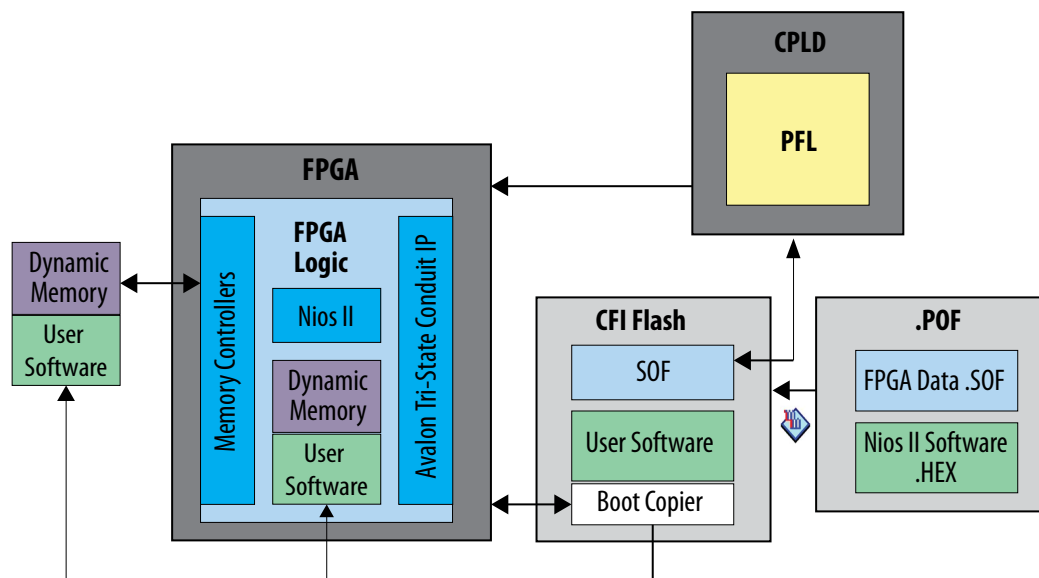 CPLD
PFL
FPGA
FPGA
Logic
Memory Controllers
Nios II
Dynamic
Memory
User
Software
Avalon Tri-State Conduit IP
Dynamic
Memory
User
Software
CFI Flash
SOF
User Software
Boot Copier
.POF
FPGA Data .SOF
Nios II Software
.HEX